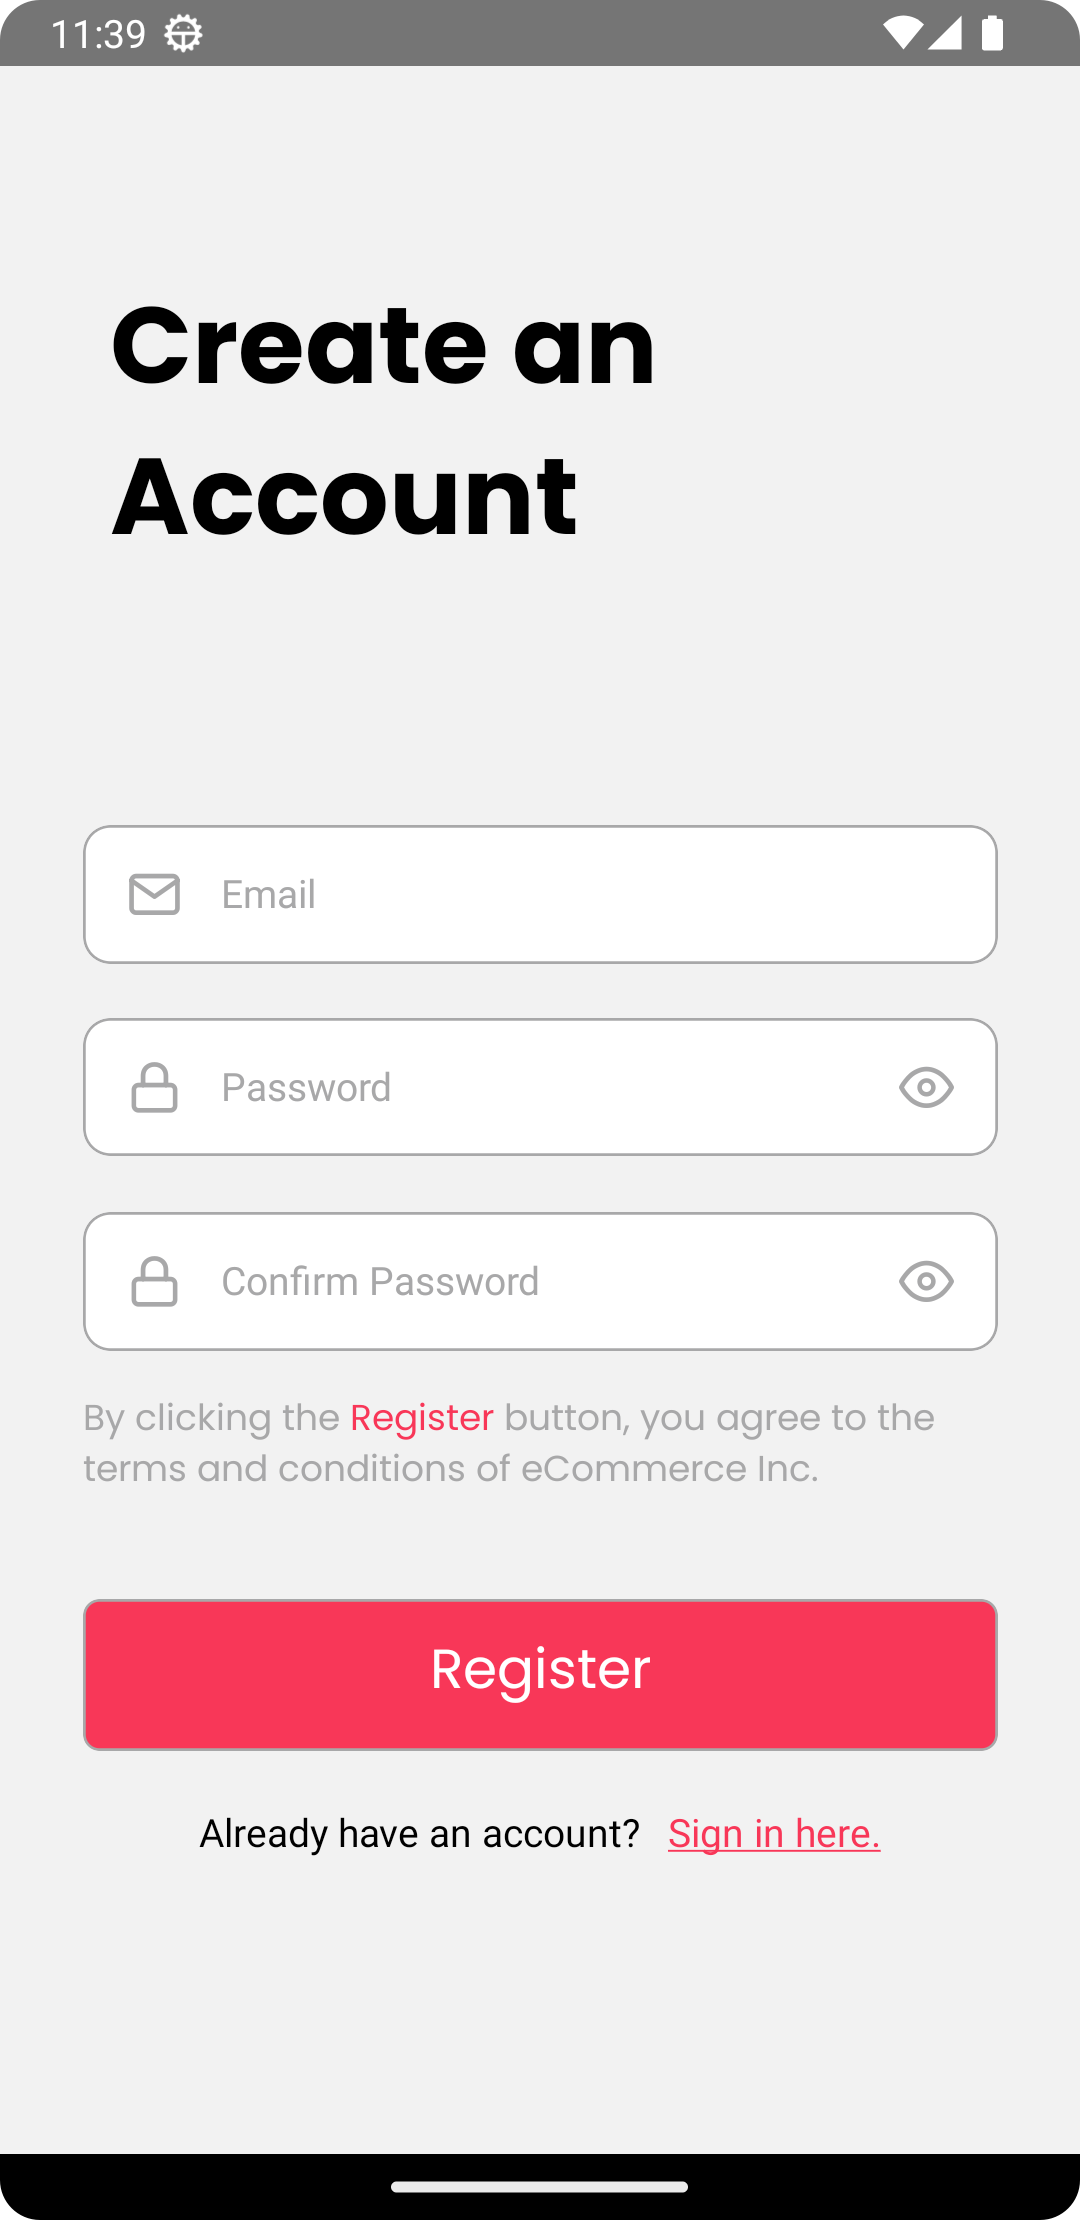 11:39
Create an
Account
Email
Password
Confirm Password
By clicking the Register button, you agree to the
terms and conditions of eCommerce Inc.
Register
Already have an account? Sign in here.